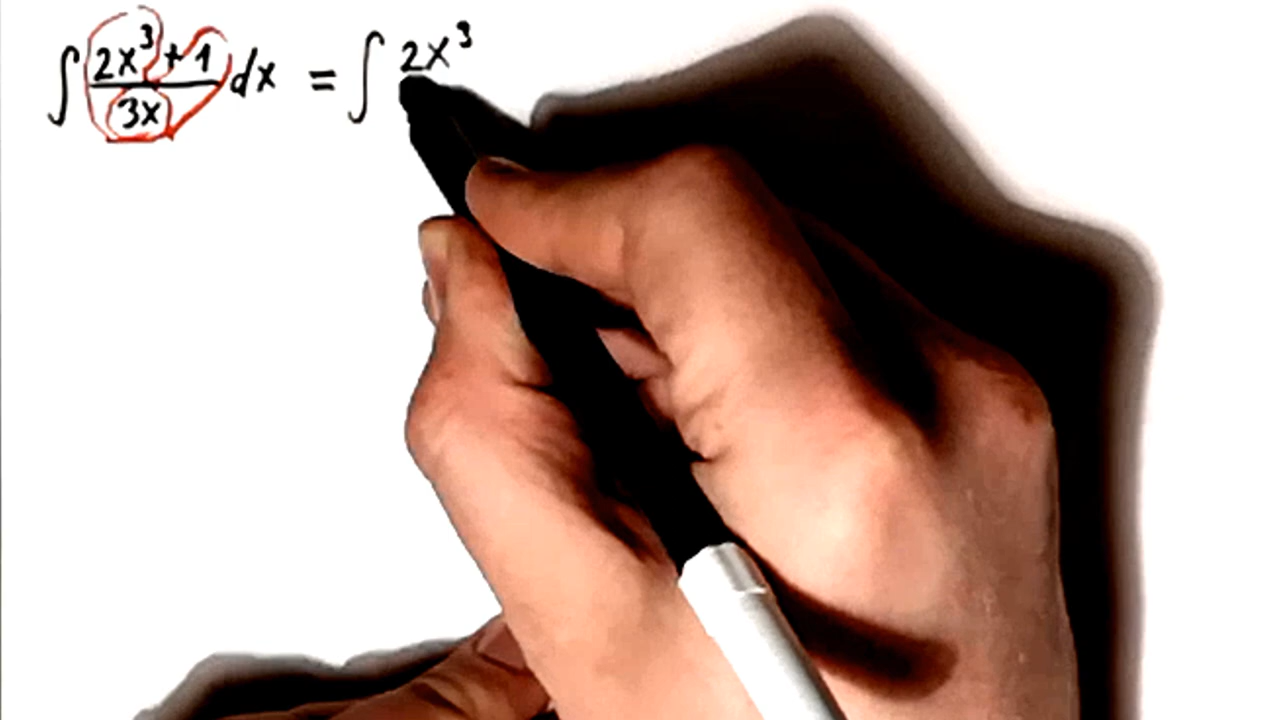 ∫ (2x³ + 1)/(3x) dx = ∫ 2x³